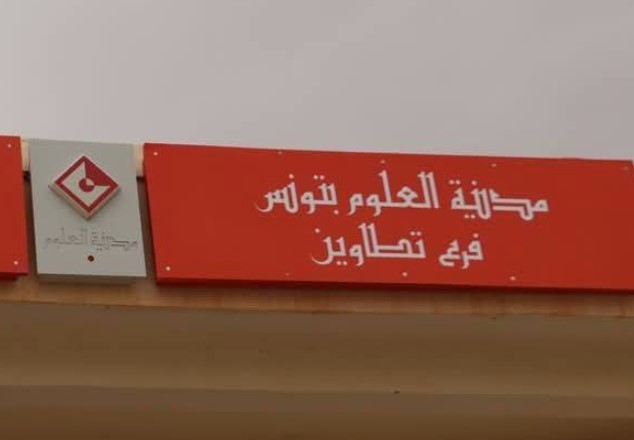 مدينة العلوم بتونس
فرع تطاوين
مدينة العلوم